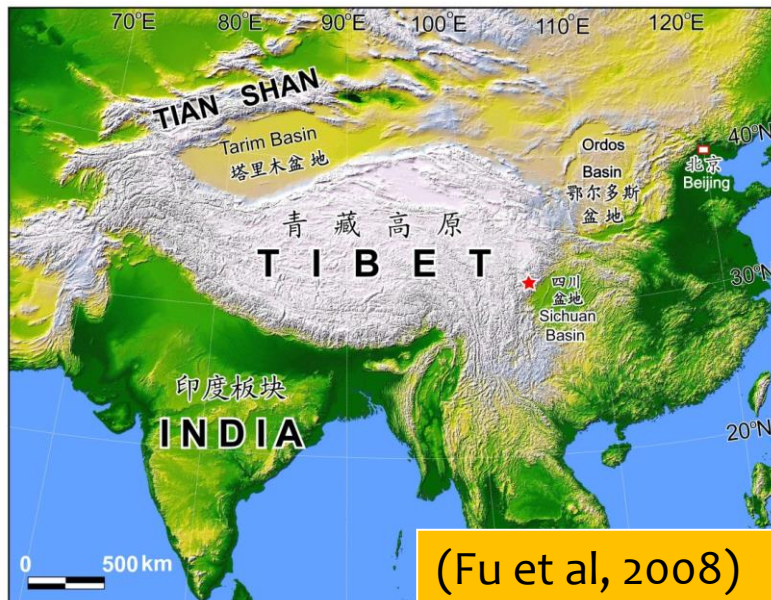 70°E
80°E
90°E
100°E
110°E
120°E
TIAN SHAN
Tarim Basin
塔里木盆地
Ordos
Basin
鄂尔多斯
盆地
40°N
北京
Beijing
青藏高原
TIBET
四川
盆地
Sichuan
Basin
30°N
印度板块
INDIA
20°N
0 500 km
(Fu et al, 2008)